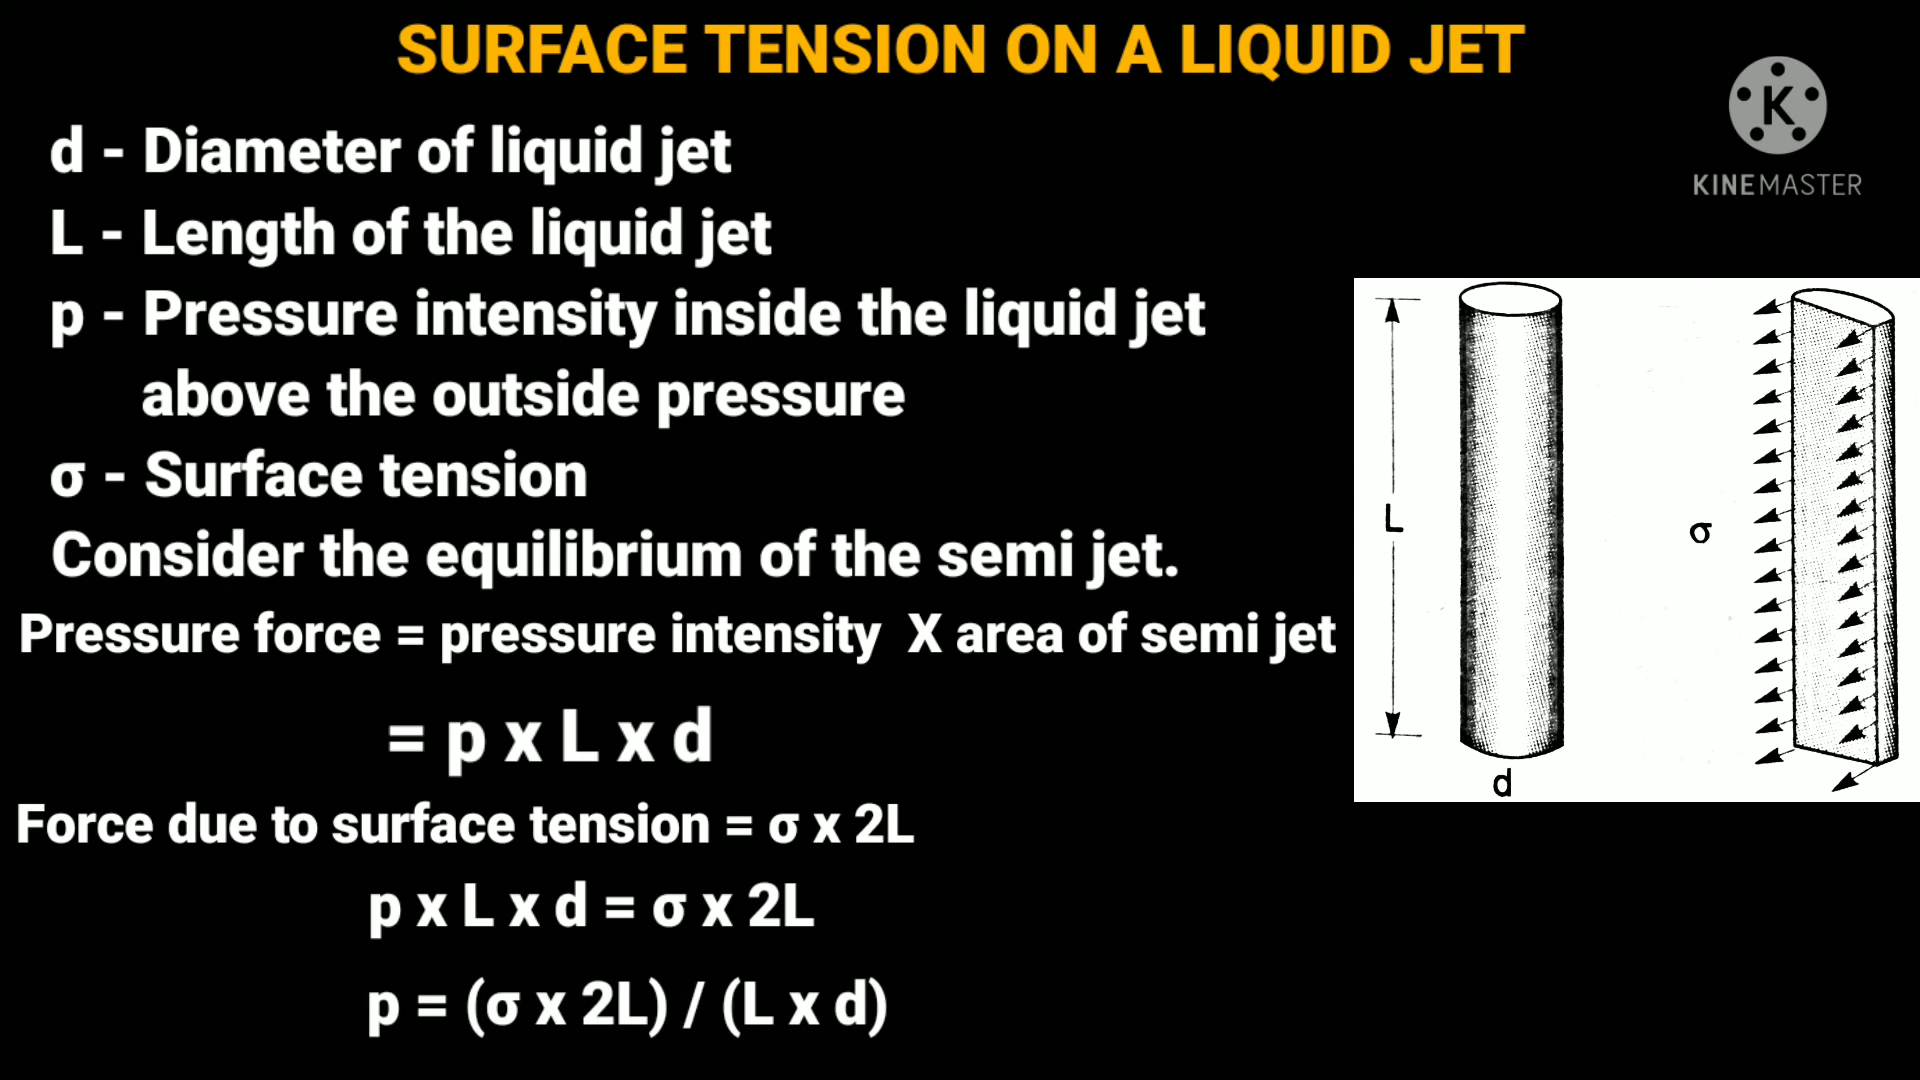 SURFACE TENSION ON A LIQUID JET
K
KINEMASTER
d - Diameter of liquid jet
L - Length of the liquid jet
p - Pressure intensity inside the liquid jet
above the outside pressure
σ - Surface tension
Consider the equilibrium of the semi jet.
Pressure force = pressure intensity X area of semi jet
= p x L x d
Force due to surface tension = σ x 2L
p x L x d = σ x 2L
p = (σ x 2L) / (L x d)
L
σ
d